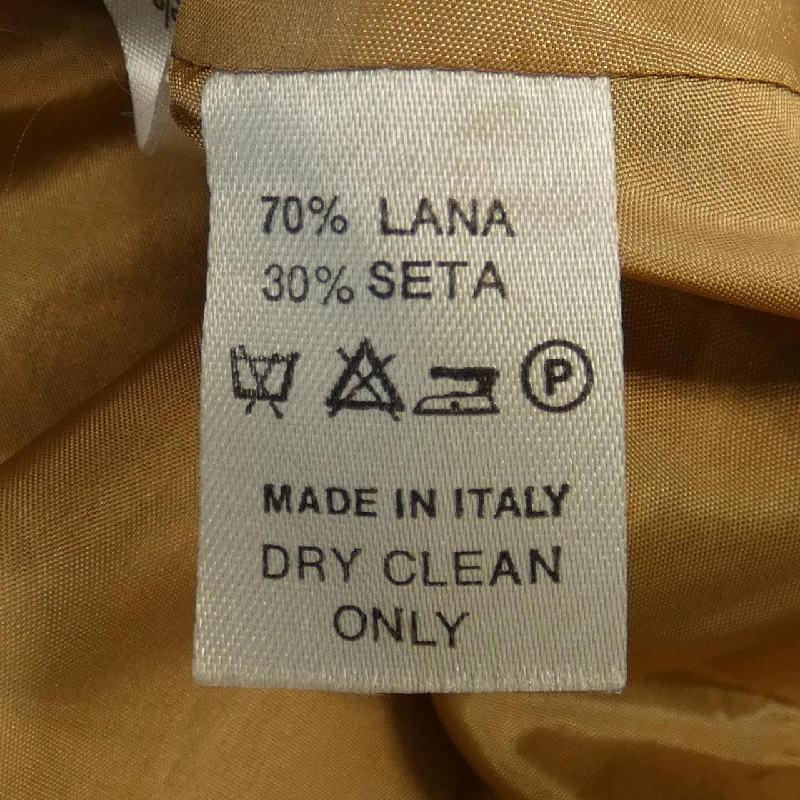 70% LANA
30% SETA
P
MADE IN ITALY
DRY CLEAN
ONLY